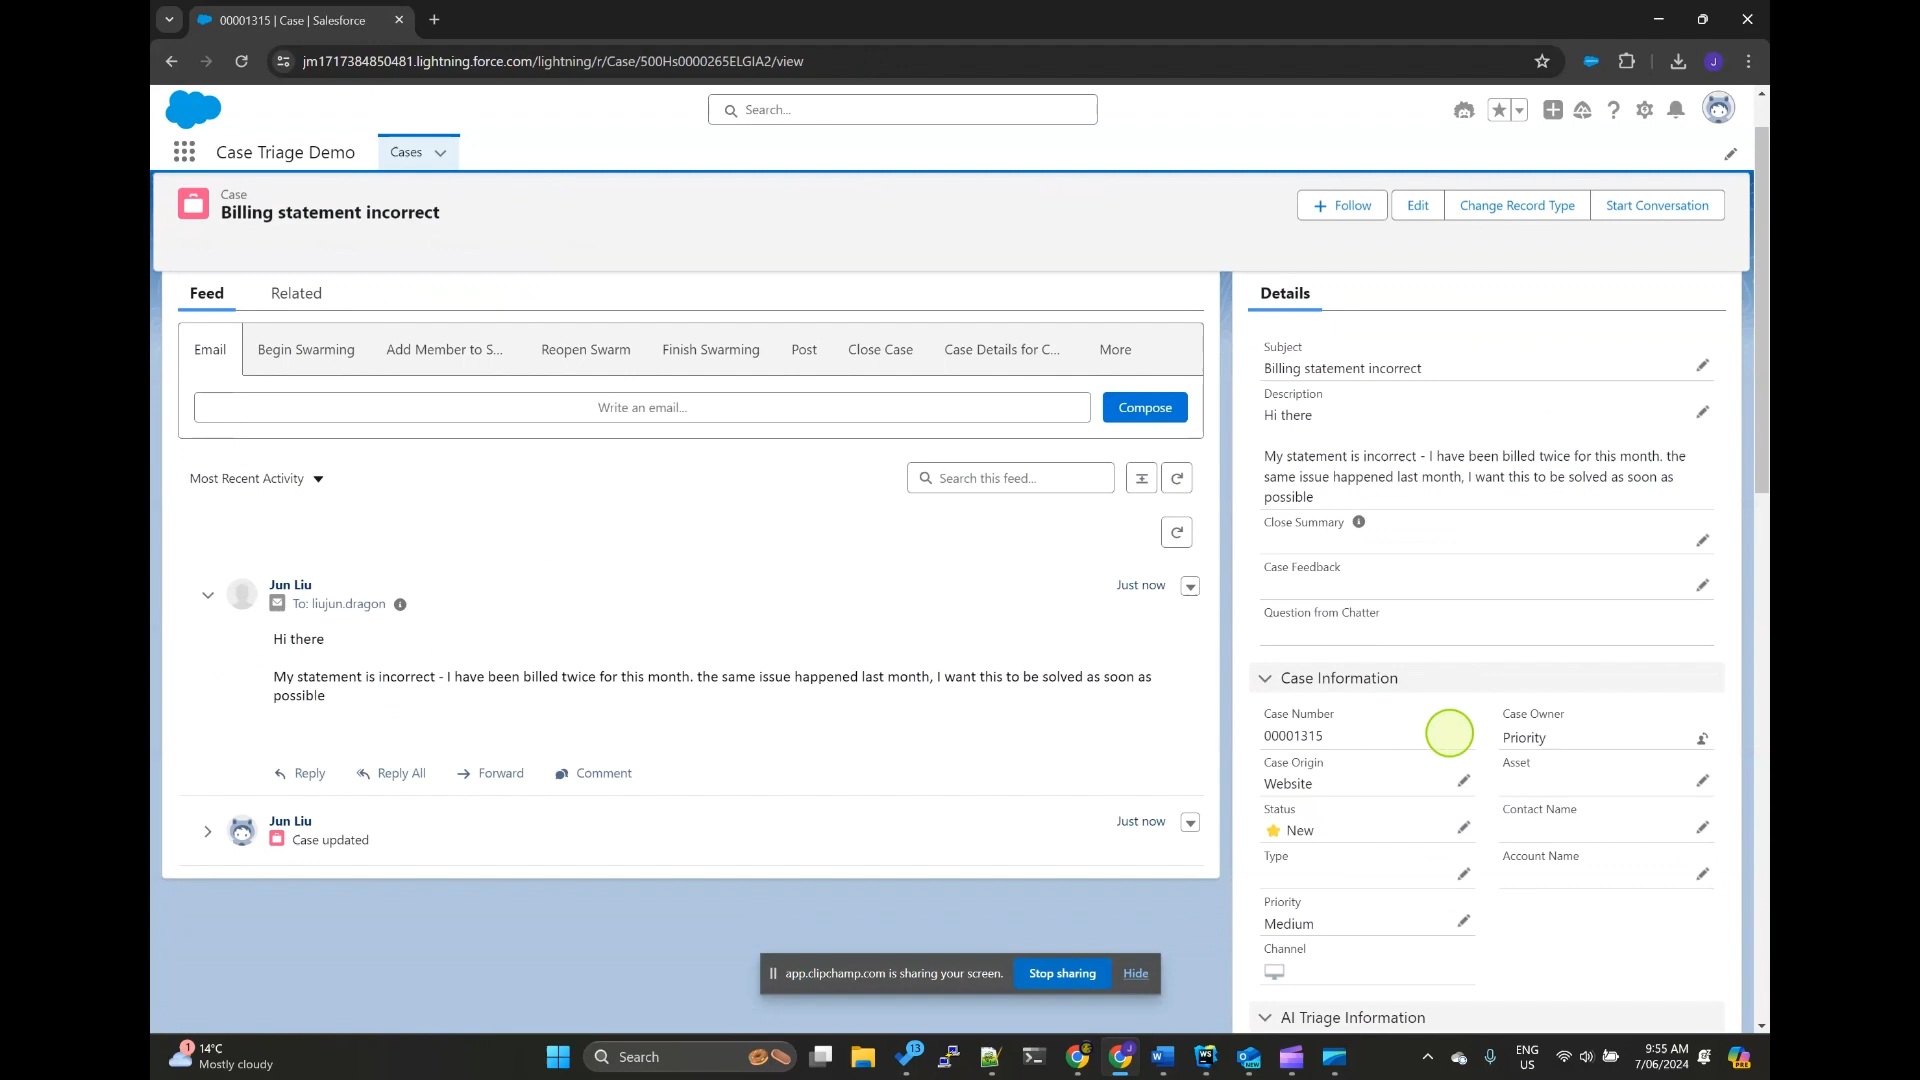 00001315 | Case | Salesforce
jm1717384850481.lightning.force.com/lightning/r/Case/500Hs0000265ELGIA2/view
J
Search...
Case Triage Demo
Cases
Case
Billing statement incorrect
Follow
Edit
Change Record Type
Start Conversation
Feed
Related
Email
Begin Swarming
Add Member to S...
Reopen Swarm
Finish Swarming
Post
Close Case
Case Details for C...
More
Write an email...
Compose
Most Recent Activity
Search this feed...
Jun Liu
Just now
To: liujun.dragon
Hi there
My statement is incorrect - I have been billed twice for this month. the same issue happened last month, I want this to be solved as soon as
possible
Reply
Reply All
Forward
Comment
Jun Liu
Just now
Case updated
Details
Subject
Billing statement incorrect
Description
Hi there
My statement is incorrect - I have been billed twice for this month. the
same issue happened last month, I want this to be solved as soon as
possible
Close Summary
Case Feedback
Question from Chatter
Case Information
Case Number
00001315
Case Owner
Priority
Case Origin
Website
Asset
Status
New
Contact Name
Type
Account Name
Priority
Medium
Channel
AI Triage Information
app.clipchamp.com is sharing your screen.
Stop sharing
Hide
1
14°C
Mostly cloudy
Search
13
J
W
WS
NEW
ENG
US
9:55 AM
7/06/2024
PRE